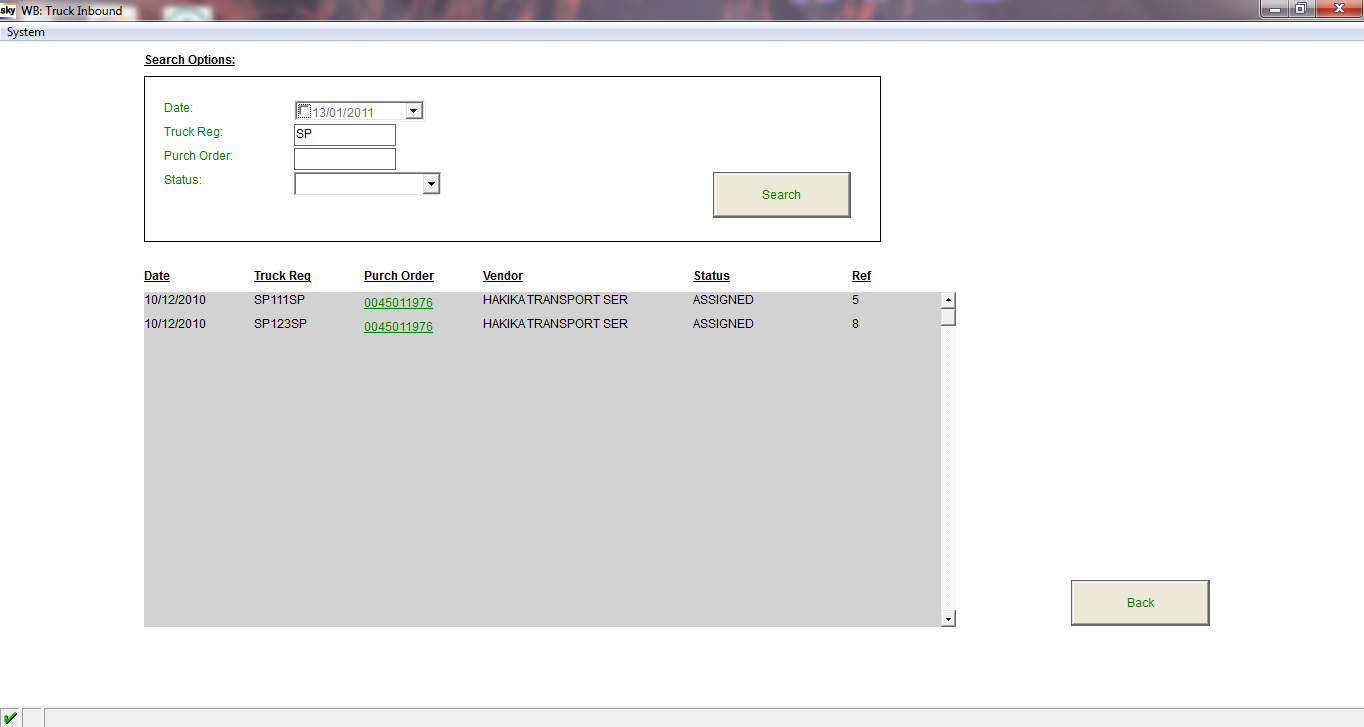 sky WB: Truck Inbound
System
Search Options:
Date: 13/01/2011
Truck Reg: SP
Purch Order:
Status:
Search
Date Truck Reg Purch Order Vendor Status Ref
10/12/2010 SP111SP 0045011976 HAKIKA TRANSPORT SER ASSIGNED 5
10/12/2010 SP123SP 0045011976 HAKIKA TRANSPORT SER ASSIGNED 8
Back